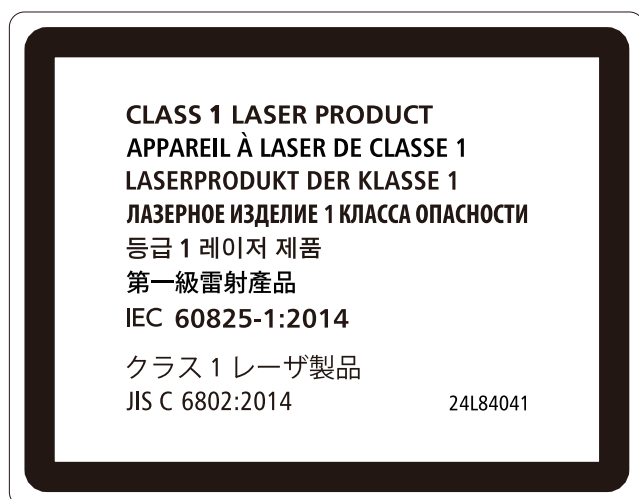 CLASS 1 LASER PRODUCT
APPAREIL À LASER DE CLASSE 1
LASERPRODUKT DER KLASSE 1
ЛАЗЕРНОЕ ИЗДЕЛИЕ 1 КЛАССА ОПАСНОСТИ
등급 1 레이저 제품
第一級雷射產品
IEC 60825-1:2014
クラス 1 レーザ製品
JIS C 6802:2014 24L84041